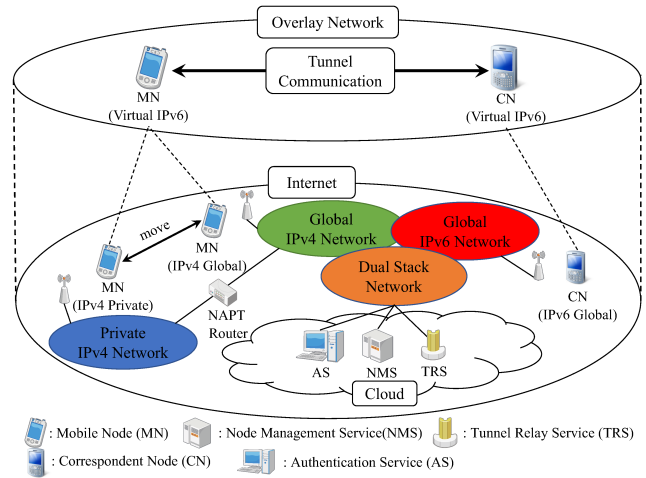 Overlay Network
Tunnel
Communication
MN
(Virtual IPv6)
CN
(Virtual IPv6)
Internet
move
MN
(IPv4 Global)
MN
(IPv4 Private)
Global
IPv4 Network
Global
IPv6 Network
Dual Stack
Network
CN
(IPv6 Global)
NAPT
Router
Private
IPv4 Network
AS
NMS
TRS
Cloud
: Mobile Node (MN)
: Node Management Service(NMS)
: Tunnel Relay Service (TRS)
: Correspondent Node (CN)
: Authentication Service (AS)